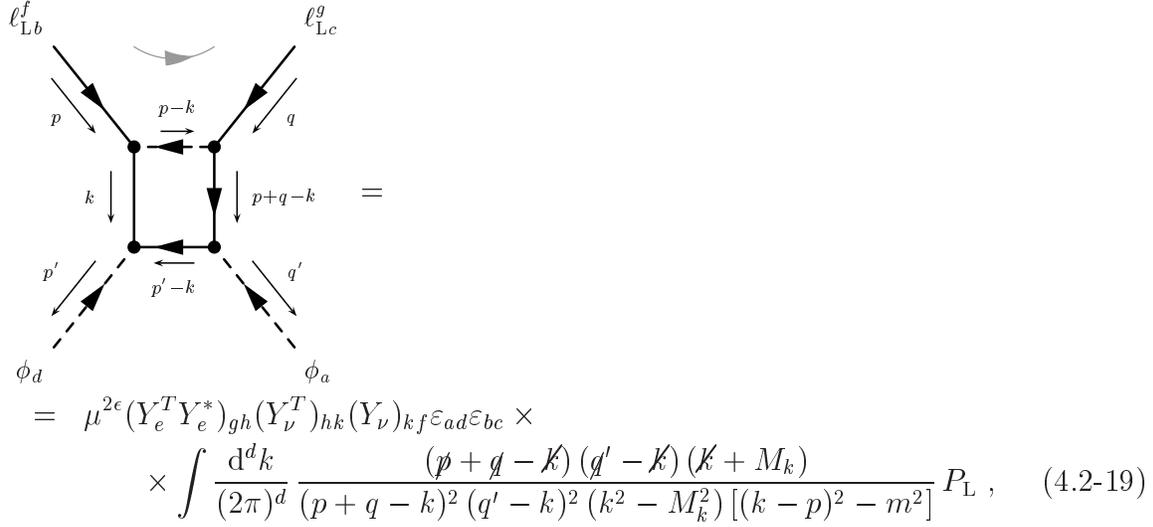 ℓ^f_{Lb} ℓ^g_{Lc}
p−k
p q
k p+q−k =
p′ p′−k q′
ϕ_d ϕ_a
= μ^{2ϵ}(Y_e^T Y_e^*)_{gh}(Y_ν^T)_{hk}(Y_ν)_{kf}ε_{ad}ε_{bc} ×
× ∫ d^dk/(2π)^d (p̸ + q̸ − k̸) (q̸′ − k̸) (k̸ + M_k) / (p + q − k)^2 (q′ − k)^2 (k^2 − M_k^2) [(k − p)^2 − m^2] P_L , (4.2-19)